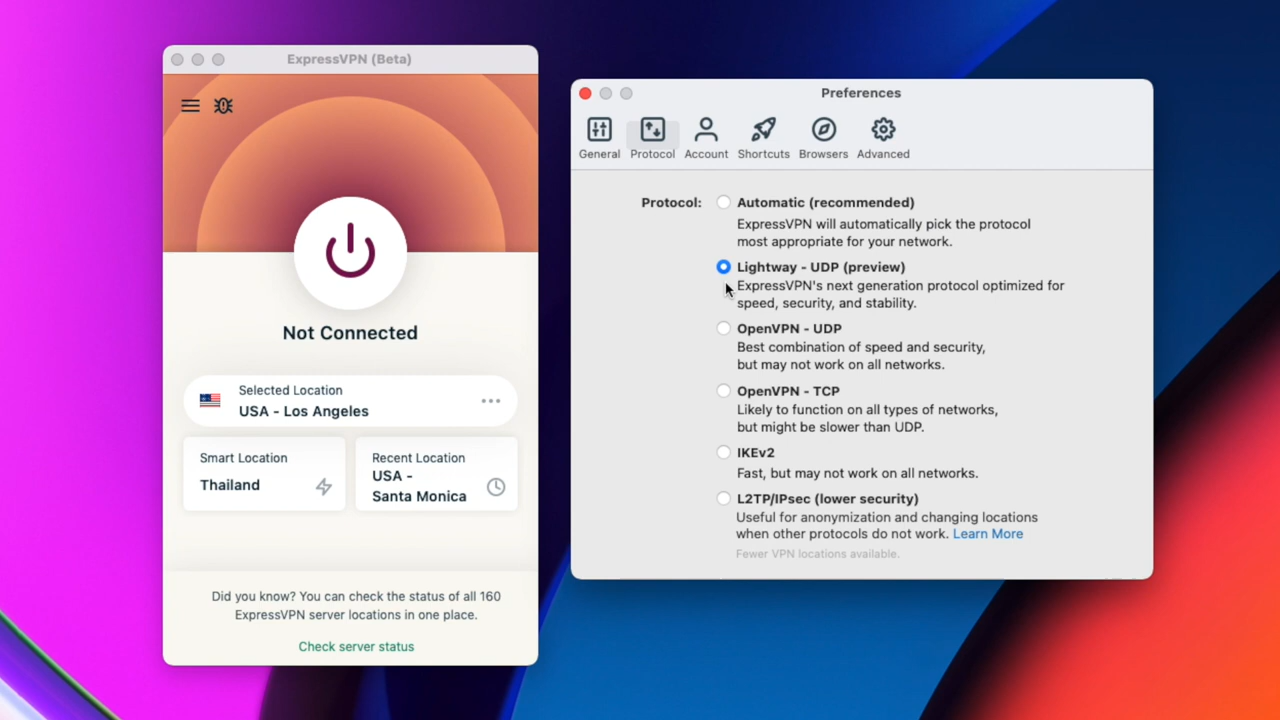 ExpressVPN (Beta)
Not Connected
Selected Location
USA - Los Angeles
Smart Location
Thailand
Recent Location
USA -
Santa Monica
Did you know? You can check the status of all 160
ExpressVPN server locations in one place.
Check server status
Preferences
General
Protocol
Account
Shortcuts
Browsers
Advanced
Protocol:
Automatic (recommended)
ExpressVPN will automatically pick the protocol
most appropriate for your network.
Lightway - UDP (preview)
ExpressVPN's next generation protocol optimized for
speed, security, and stability.
OpenVPN - UDP
Best combination of speed and security,
but may not work on all networks.
OpenVPN - TCP
Likely to function on all types of networks,
but might be slower than UDP.
IKEv2
Fast, but may not work on all networks.
L2TP/IPsec (lower security)
Useful for anonymization and changing locations
when other protocols do not work. Learn More
Fewer VPN locations available.